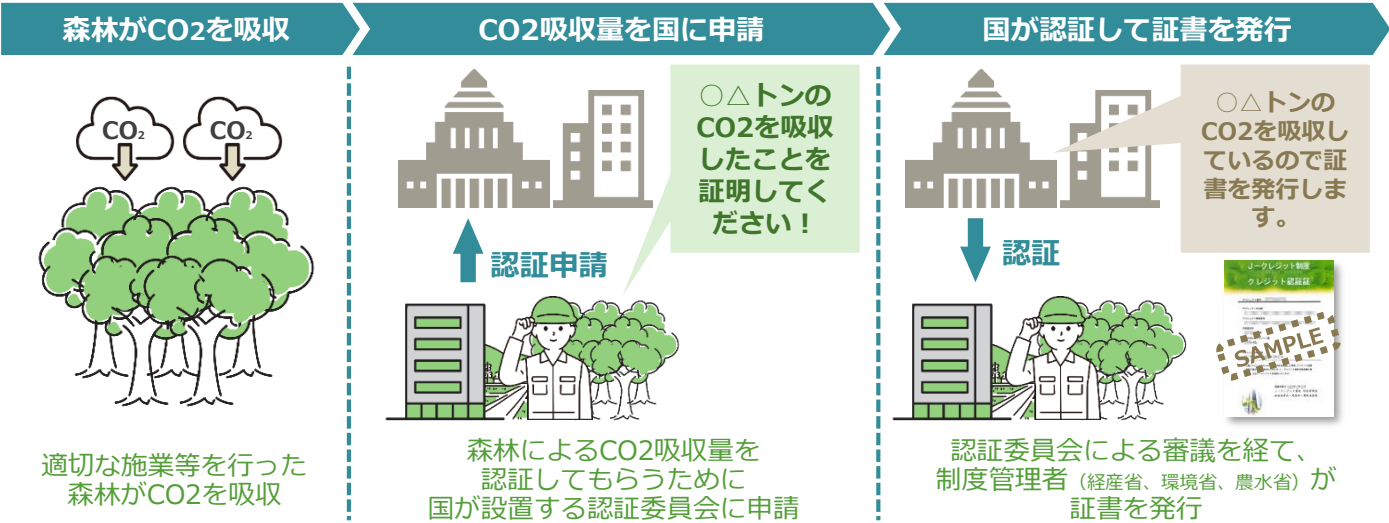 森林がCO2を吸収
CO2吸収量を国に申請
国が認証して証書を発行
CO₂
CO₂
適切な施業等を行った
森林がCO2を吸収
○△トンの
CO2を吸収
したことを
証明してく
ださい!
認証申請
森林によるCO2吸収量を
認証してもらうために
国が設置する認証委員会に申請
○△トンの
CO2を吸収し
ているので証
書を発行しま
す。
認証
J-クレジット制度
クレジット認証証
SAMPLE
認証委員会による審議を経て、
制度管理者(経産省、環境省、農水省)が
証書を発行